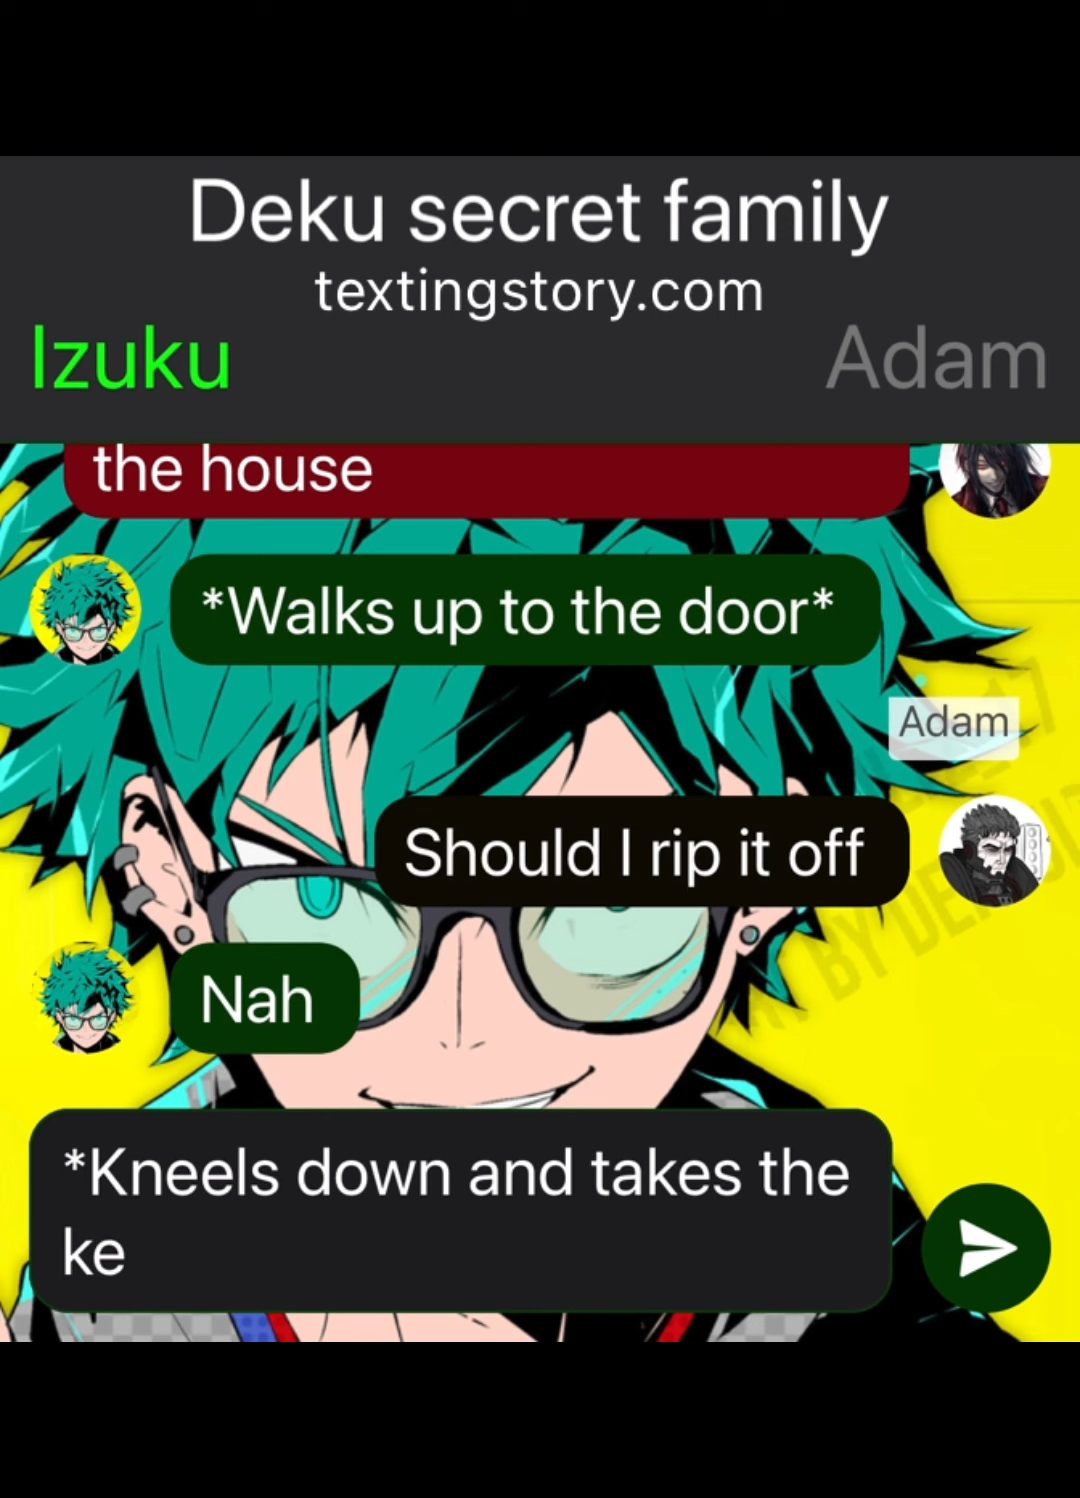 Deku secret family
textingstory.com
Izuku
Adam
the house
*Walks up to the door*
Adam
Should I rip it off
Nah
*Kneels down and takes the
ke